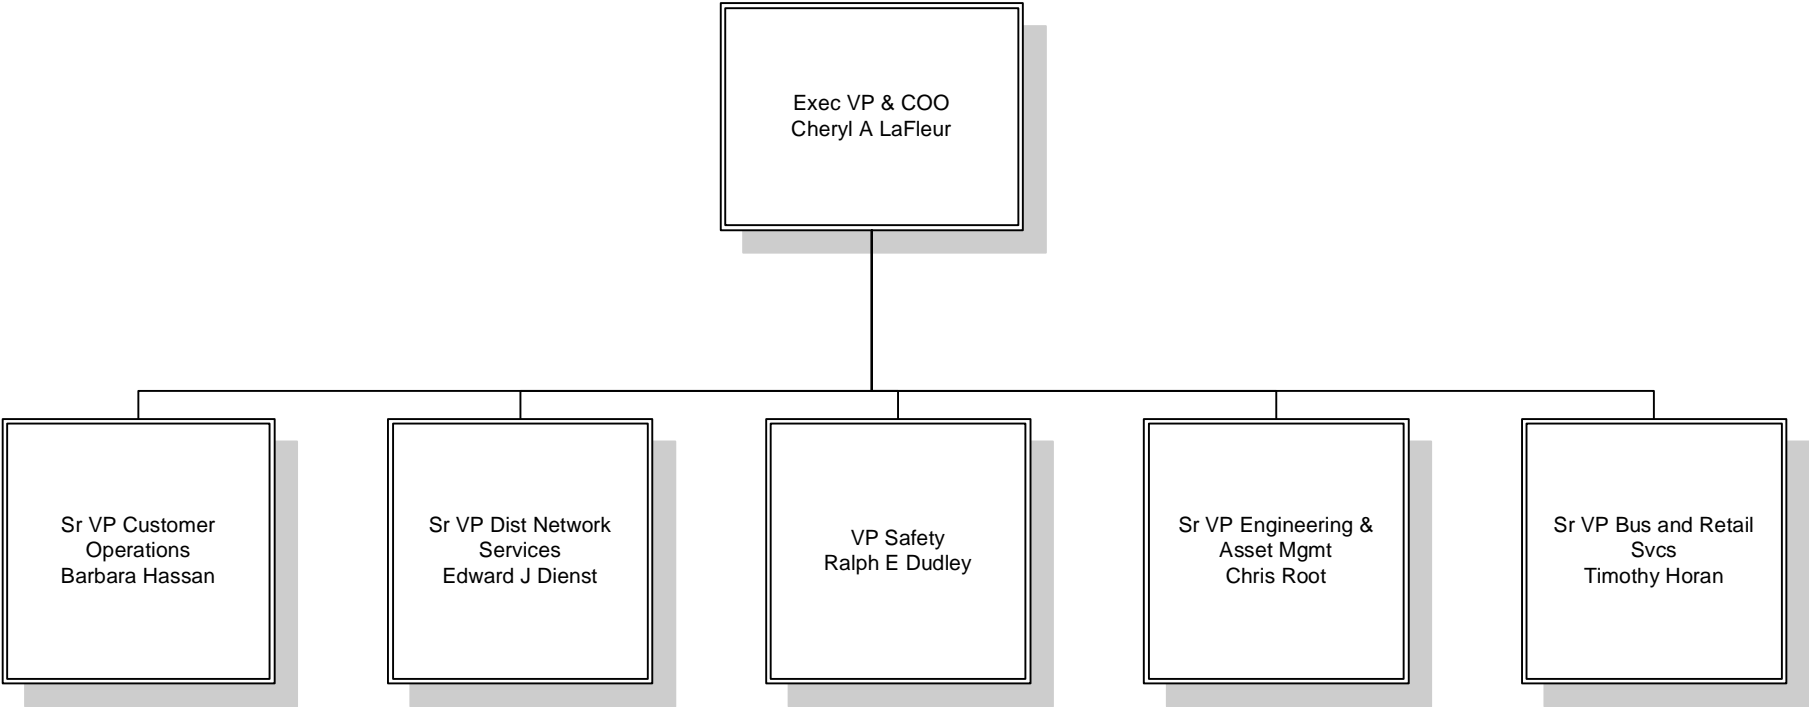 Exec VP & COO
Cheryl A LaFleur
Sr VP Customer
Operations
Barbara Hassan
Sr VP Dist Network
Services
Edward J Dienst
VP Safety
Ralph E Dudley
Sr VP Engineering &
Asset Mgmt
Chris Root
Sr VP Bus and Retail
Svcs
Timothy Horan